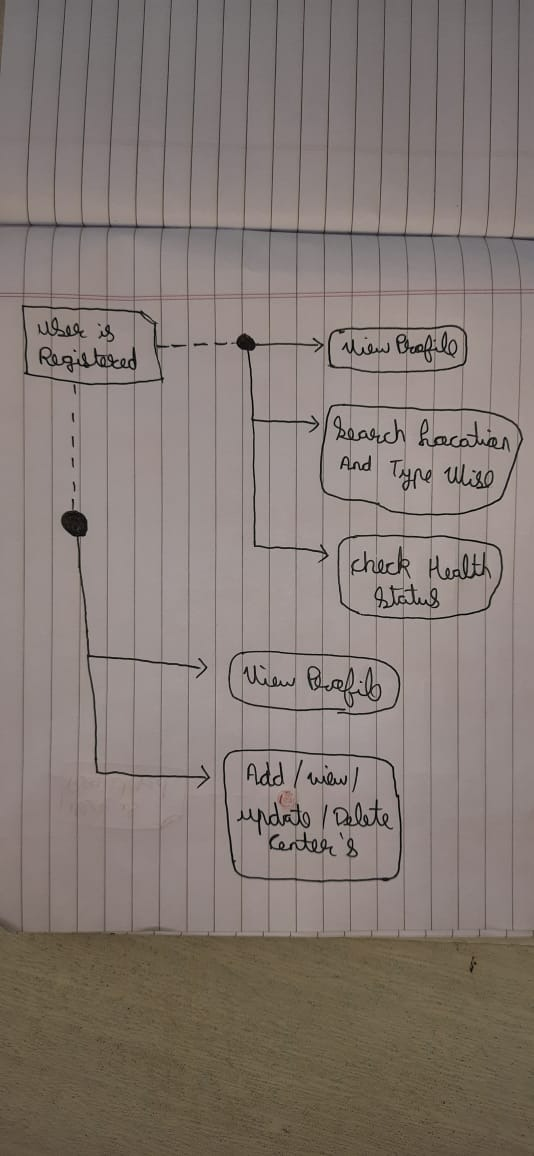 User is
Registered
View Profile
Search Location
And Type Wise
Check Health
Status
View Profile
Add / view /
update / Delete
Center's